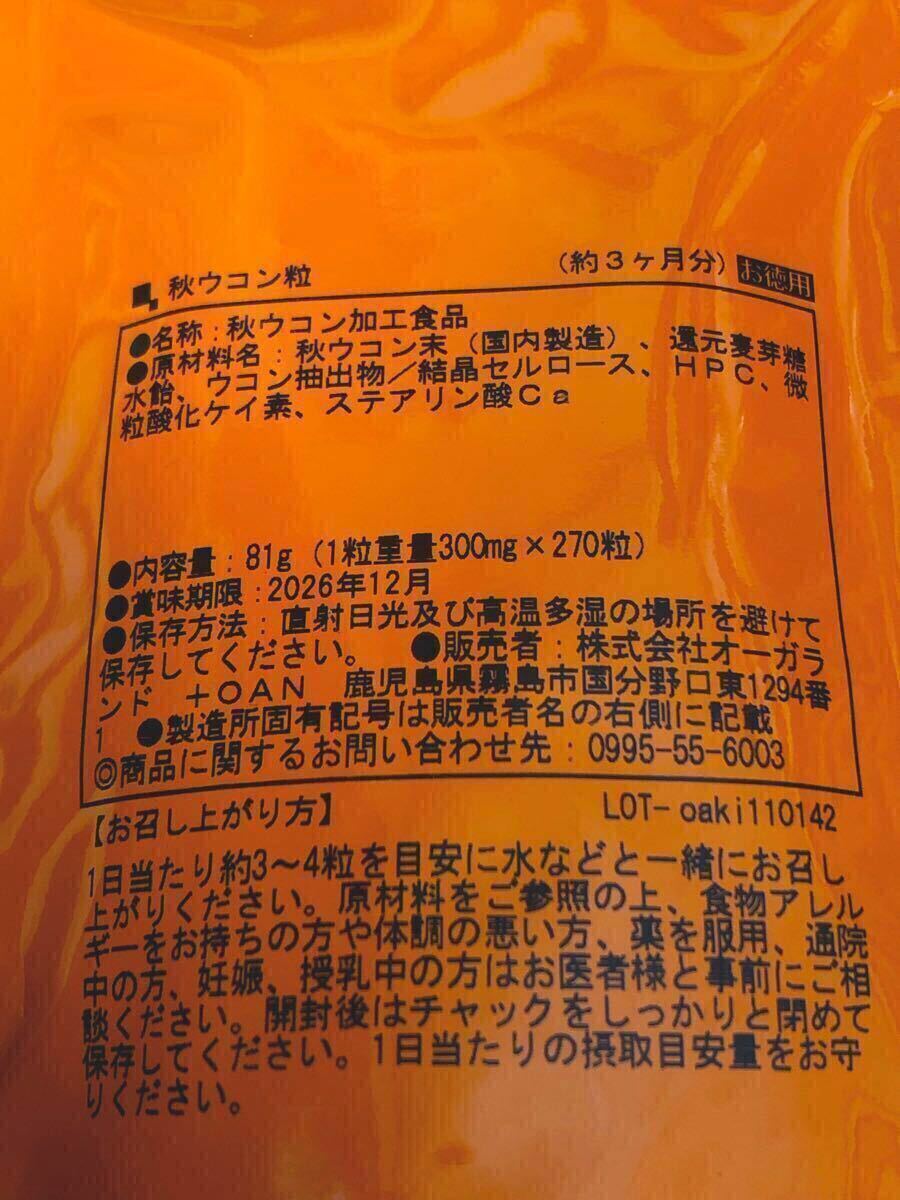 秋ウコン粒 (約3ヶ月分) お徳用
●名称:秋ウコン加工食品
●原材料名:秋ウコン末(国内製造)、還元麦芽糖
水飴、ウコン抽出物/結晶セルロース、HPC、微
粒酸化ケイ素、ステアリン酸Ca
●内容量:81g(1粒重量300mg×270粒)
●賞味期限:2026年12月
●保存方法:直射日光及び高温多湿の場所を避けて
保存してください。 ●販売者:株式会社オーガラ
ンド +OAN 鹿児島県霧島市国分野口東1294番
1 ●製造所固有記号は販売者名の右側に記載
◎商品に関するお問い合わせ先:0995-55-6003
LOT-oaki110142
【お召し上がり方】
1日当たり約3〜4粒を目安に水などと一緒にお召し
上がりください。原材料をご参照の上、食物アレル
ギーをお持ちの方や体調の悪い方、薬を服用、通院
中の方、妊娠、授乳中の方はお医者様と事前にご相
談ください。開封後はチャックをしっかりと閉めて
保存してください。1日当たりの摂取目安量をお守
りください。